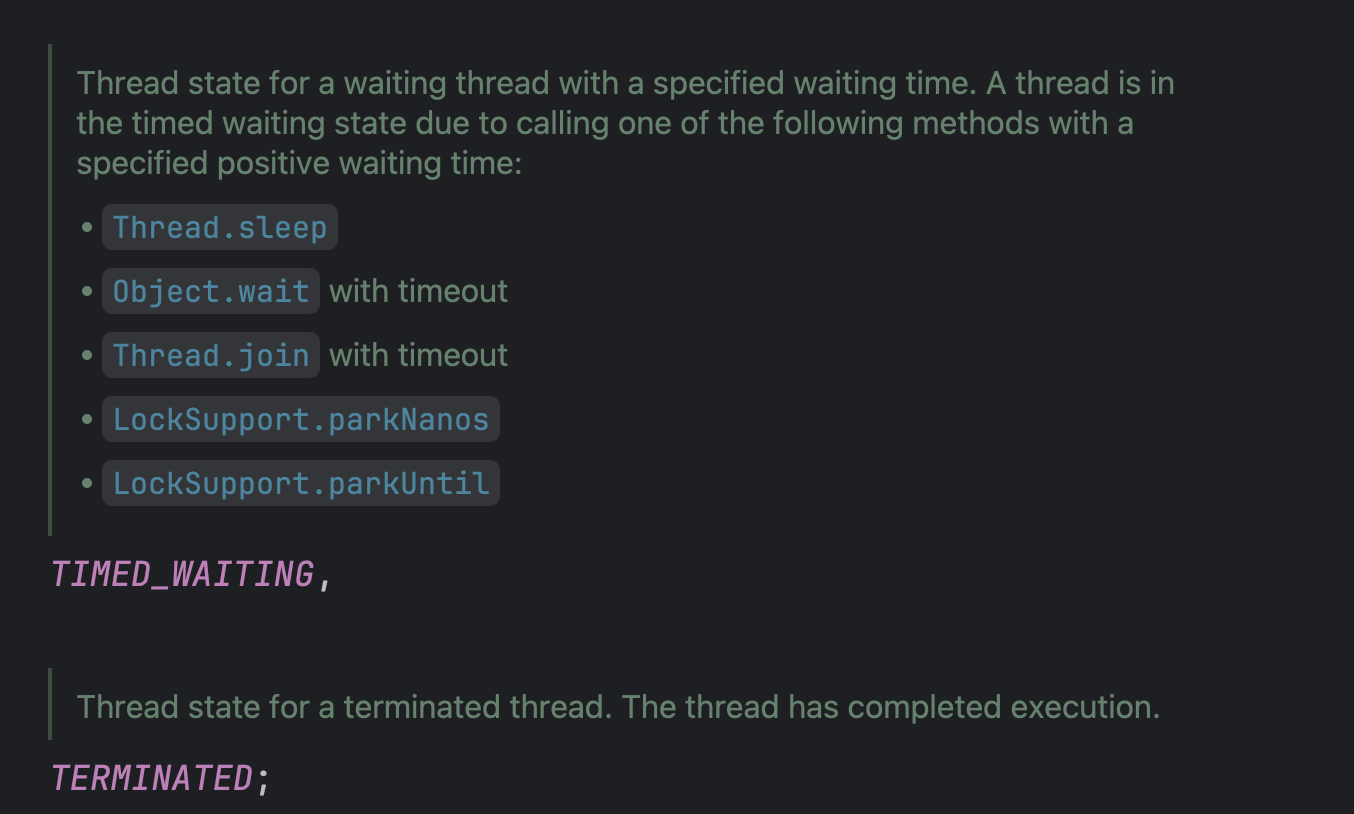 Thread state for a waiting thread with a specified waiting time. A thread is in
the timed waiting state due to calling one of the following methods with a
specified positive waiting time:
• Thread.sleep
• Object.wait with timeout
• Thread.join with timeout
• LockSupport.parkNanos
• LockSupport.parkUntil
TIMED_WAITING,
Thread state for a terminated thread. The thread has completed execution.
TERMINATED;